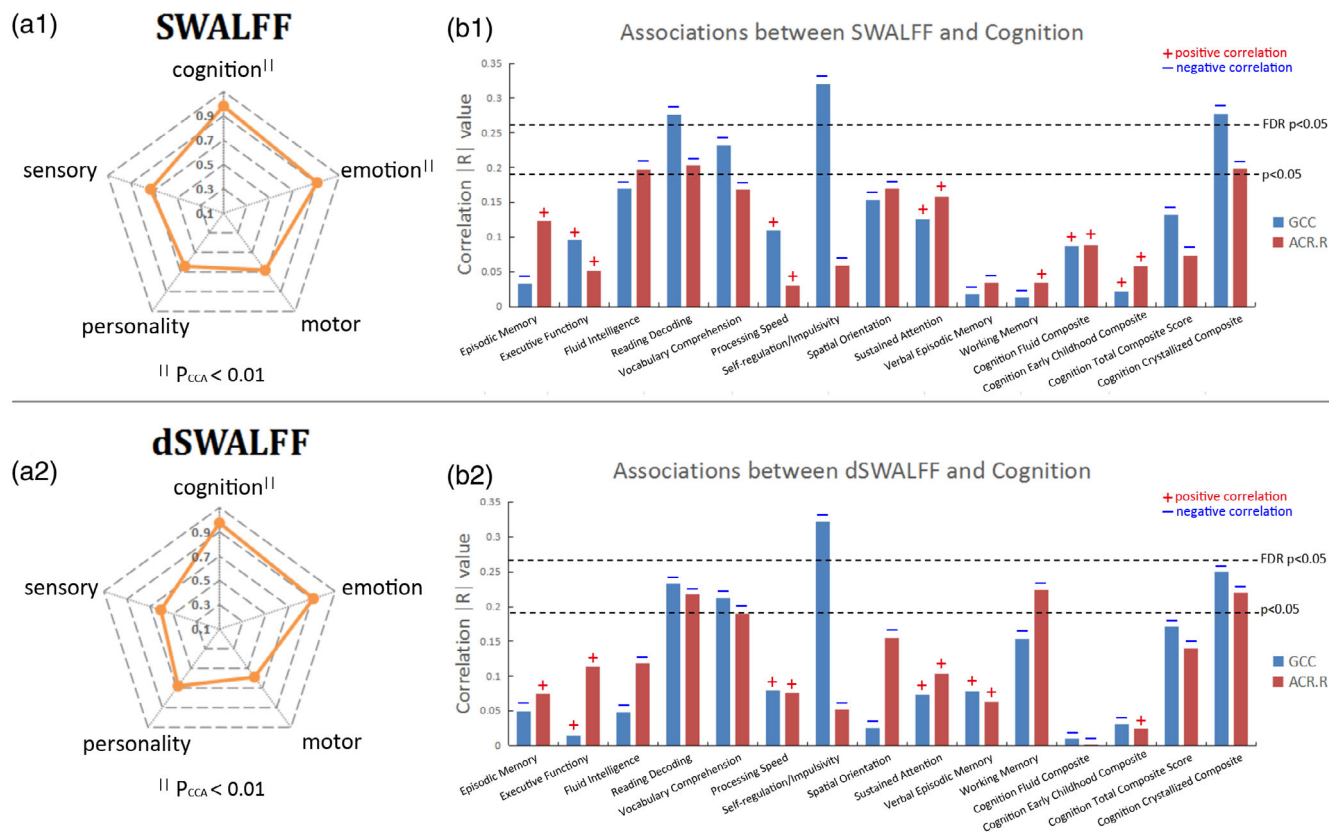 (a1)
SWALFF
cognition||
0.9
0.7
0.5
0.3
0.1
sensory
emotion||
personality
motor
|| PCCA < 0.01
(b1)
Associations between SWALFF and Cognition
+ positive correlation
− negative correlation
Correlation |R| value
0.35
0.3
0.25
0.2
0.15
0.1
0.05
0
FDR p<0.05
p<0.05
GCC
ACR.R
Episodic Memory
Executive Functiony
Fluid Intelligence
Reading Decoding
Vocabulary Comprehension
Processing Speed
Self-regulation/Impulsivity
Spatial Orientation
Sustained Attention
Verbal Episodic Memory
Working Memory
Cognition Fluid Composite
Cognition Early Childhood Composite
Cognition Total Composite Score
Cognition Crystallized Composite
(a2)
dSWALFF
cognition||
0.9
0.7
0.5
0.3
0.1
sensory
emotion
personality
motor
|| PCCA < 0.01
(b2)
Associations between dSWALFF and Cognition
+ positive correlation
− negative correlation
Correlation |R| value
0.35
0.3
0.25
0.2
0.15
0.1
0.05
0
FDR p<0.05
p<0.05
GCC
ACR.R
Episodic Memory
Executive Functiony
Fluid Intelligence
Reading Decoding
Vocabulary Comprehension
Processing Speed
Self-regulation/Impulsivity
Spatial Orientation
Sustained Attention
Verbal Episodic Memory
Working Memory
Cognition Fluid Composite
Cognition Early Childhood Composite
Cognition Total Composite Score
Cognition Crystallized Composite